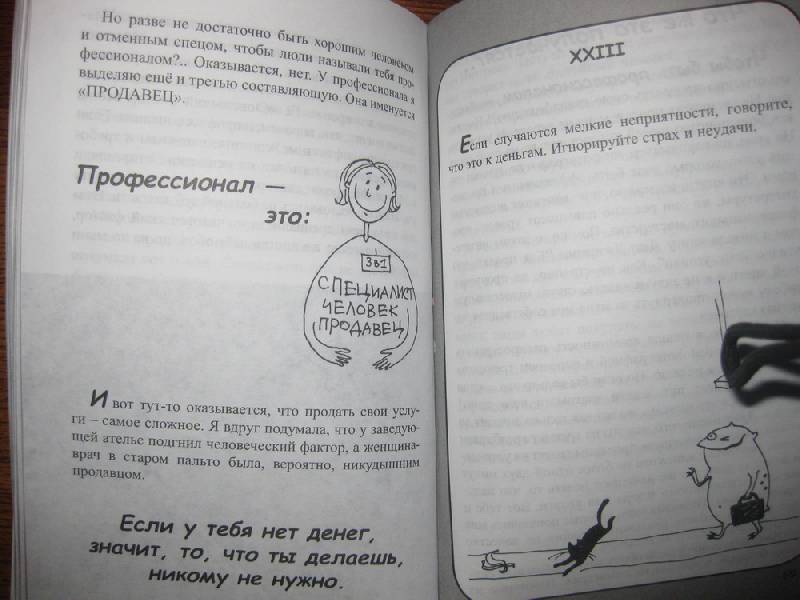 Но разве не достаточно быть хорошим человеком
и отменным спецом, чтобы люди называли тебя про-
фессионалом?.. Оказывается, нет. У профессионала я
выделяю ещё и третью составляющую. Она именуется
«ПРОДАВЕЦ».
Профессионал —
это:
3в1
СПЕЦИАЛИСТ
ЧЕЛОВЕК
ПРОДАВЕЦ
И вот тут-то оказывается, что продать свои услу-
ги – самое сложное. Я вдруг подумала, что у заведую-
щей ателье подгнил человеческий фактор, а женщина-
врач в старом пальто была, вероятно, никудышним
продавцом.
Если у тебя нет денег,
значит, то, что ты делаешь,
никому не нужно.
XXIII
Если случаются мелкие неприятности, говорите,
что это к деньгам. Игнорируйте страх и неудачи.